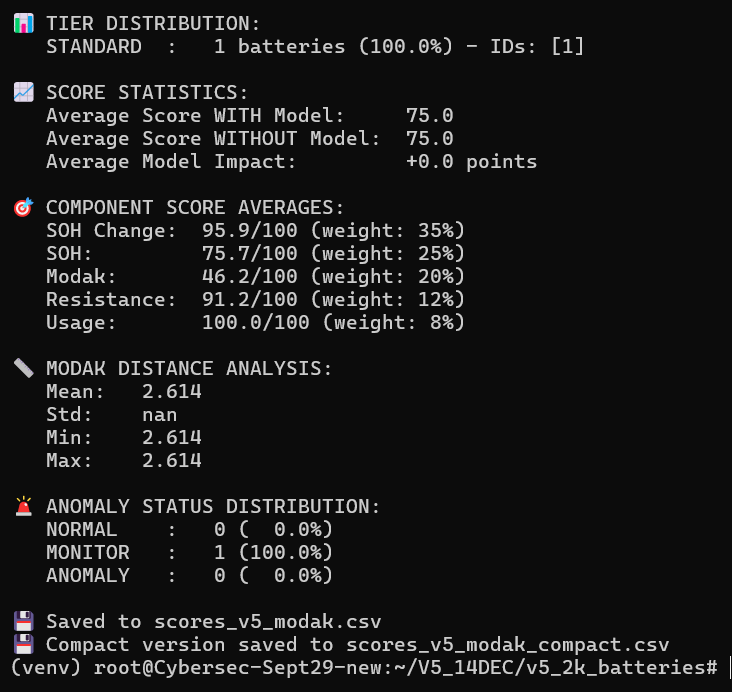 📊 TIER DISTRIBUTION:
STANDARD  :   1 batteries (100.0%) - IDs: [1]
📈 SCORE STATISTICS:
Average Score WITH Model:     75.0
Average Score WITHOUT Model:  75.0
Average Model Impact:         +0.0 points
🎯 COMPONENT SCORE AVERAGES:
SOH Change:  95.9/100 (weight: 35%)
SOH:         75.7/100 (weight: 25%)
Modak:       46.2/100 (weight: 20%)
Resistance:  91.2/100 (weight: 12%)
Usage:       100.0/100 (weight: 8%)
📏 MODAK DISTANCE ANALYSIS:
Mean:   2.614
Std:    nan
Min:    2.614
Max:    2.614
🚨 ANOMALY STATUS DISTRIBUTION:
NORMAL    :   0 (  0.0%)
MONITOR   :   1 (100.0%)
ANOMALY   :   0 (  0.0%)
💾 Saved to scores_v5_modak.csv
💾 Compact version saved to scores_v5_modak_compact.csv
(venv) root@Cybersec-Sept29-new:~/V5_14DEC/v5_2k_batteries#